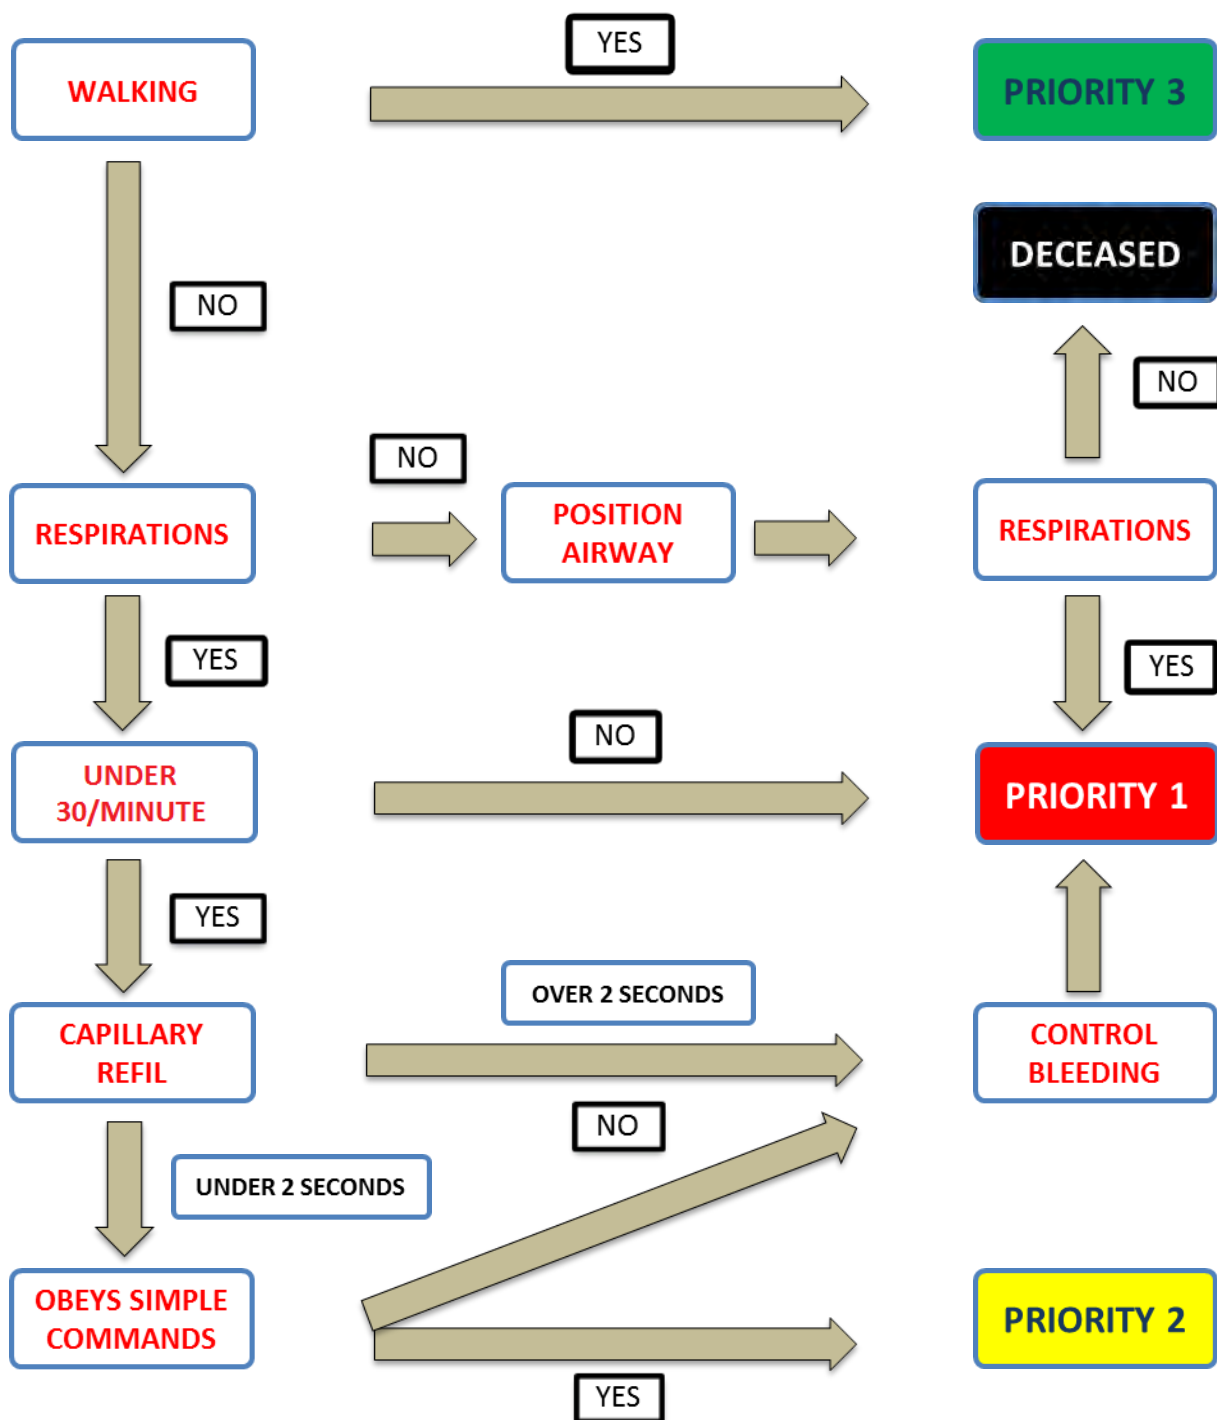 YES
WALKING
PRIORITY 3
DECEASED
NO
NO
NO
RESPIRATIONS
POSITION
AIRWAY
RESPIRATIONS
YES
YES
NO
UNDER
30/MINUTE
PRIORITY 1
YES
OVER 2 SECONDS
CAPILLARY
REFIL
CONTROL
BLEEDING
NO
UNDER 2 SECONDS
OBEYS SIMPLE
COMMANDS
PRIORITY 2
YES